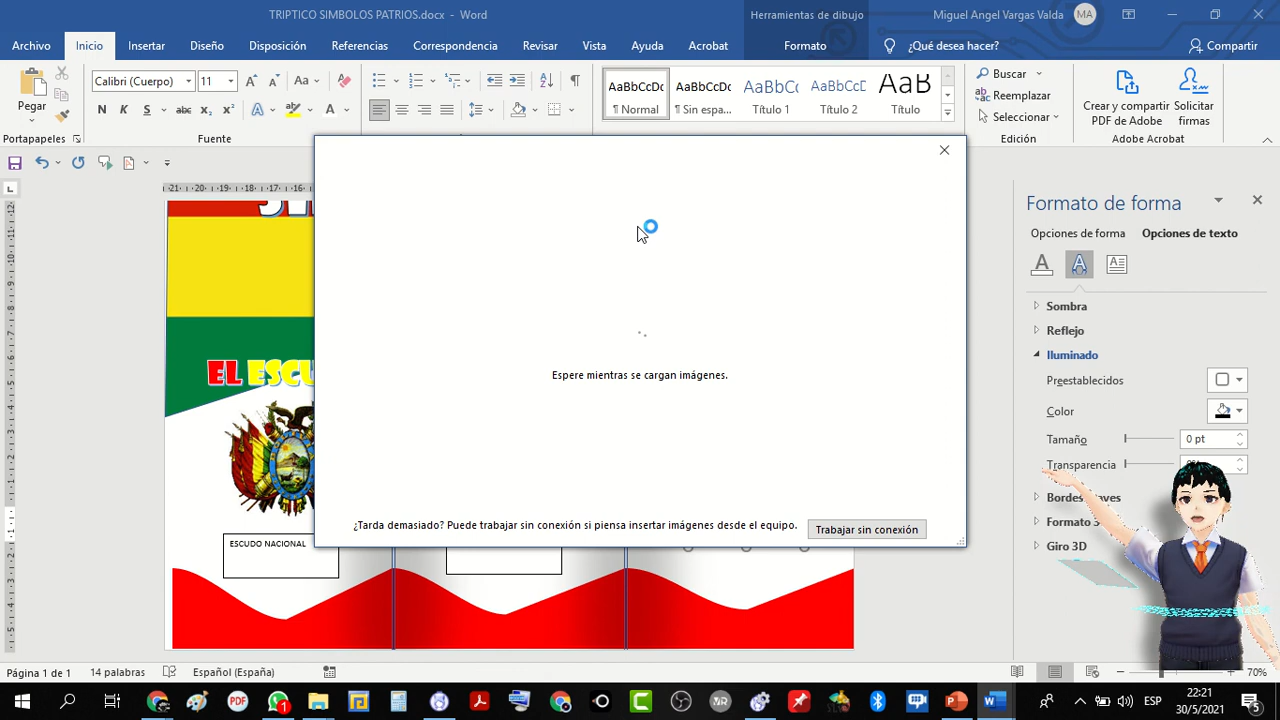 TRIPTICO SIMBOLOS PATRIOS.docx - Word
Herramientas de dibujo
Miguel Angel Vargas Valda
MA
Archivo
Inicio
Insertar
Diseño
Disposición
Referencias
Correspondencia
Revisar
Vista
Ayuda
Acrobat
Formato
¿Qué desea hacer?
Compartir
Pegar
Portapapeles
Calibri (Cuerpo)
11
Aa
N K S abc x₂ x²
Fuente
AaBbCcDc
¶ Normal
AaBbCcDc
¶ Sin espa...
AaBbCc
Título 1
AaBbCcD
Título 2
AaB
Título
Buscar
Reemplazar
Seleccionar
Edición
Crear y compartir
PDF de Adobe
Solicitar
firmas
Adobe Acrobat
EL ESCU
ESCUDO NACIONAL
Espere mientras se cargan imágenes.
¿Tarda demasiado? Puede trabajar sin conexión si piensa insertar imágenes desde el equipo.
Trabajar sin conexión
Formato de forma
Opciones de forma
Opciones de texto
Sombra
Reflejo
Iluminado
Preestablecidos
Color
Tamaño
0 pt
Transparencia
Giro 3D
Página 1 de 1
14 palabras
Español (España)
70%
ESP
22:21
30/5/2021
5